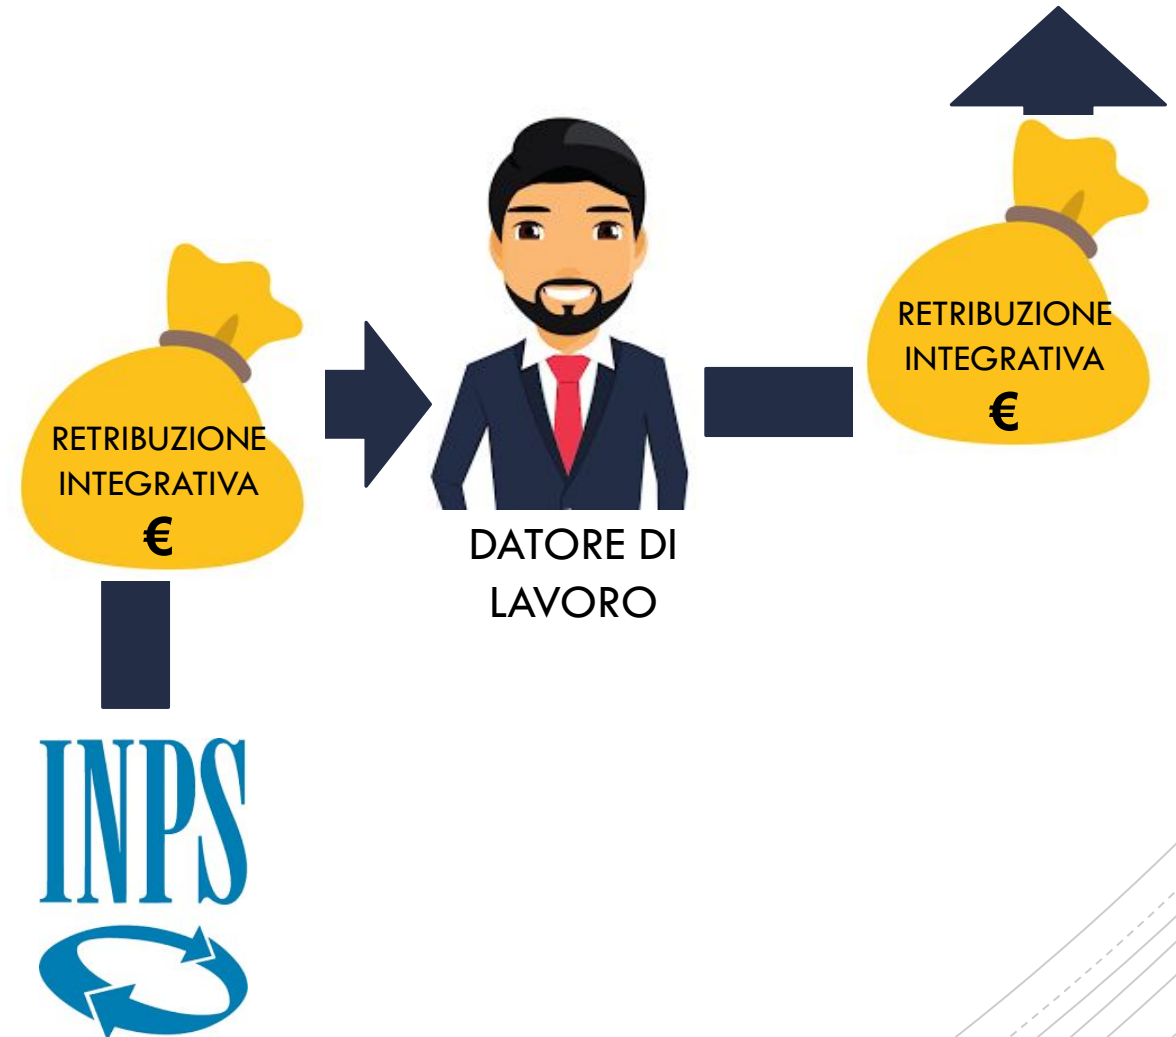 RETRIBUZIONE
INTEGRATIVA
€
RETRIBUZIONE
INTEGRATIVA
€
DATORE DI
LAVORO
INPS